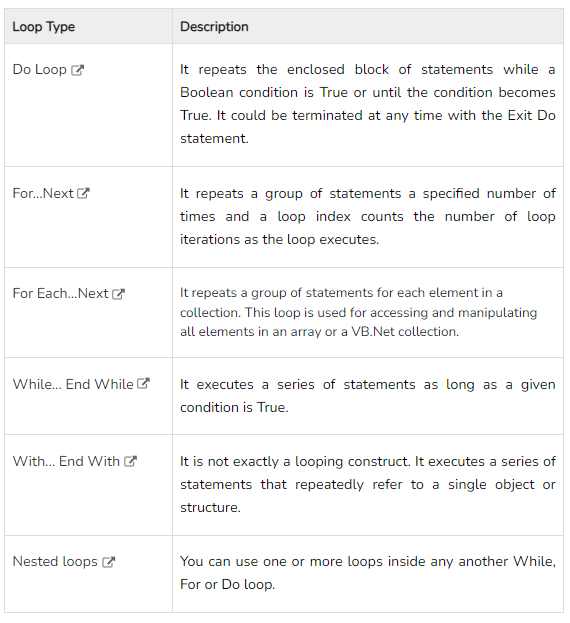 Loop Type
Description
Do Loop
It repeats the enclosed block of statements while a
Boolean condition is True or until the condition becomes
True. It could be terminated at any time with the Exit Do
statement.
For...Next
It repeats a group of statements a specified number of
times and a loop index counts the number of loop
iterations as the loop executes.
For Each...Next
It repeats a group of statements for each element in a
collection. This loop is used for accessing and manipulating
all elements in an array or a VB.Net collection.
While... End While
It executes a series of statements as long as a given
condition is True.
With... End With
It is not exactly a looping construct. It executes a series of
statements that repeatedly refer to a single object or
structure.
Nested loops
You can use one or more loops inside any another While,
For or Do loop.